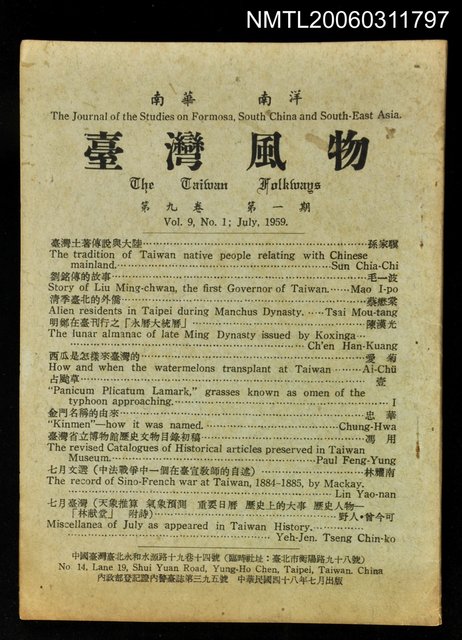 NMTL20060311797
南華 南洋
The Journal of the Studies on Formosa, South China and South-East Asia.
臺灣風物
The Taiwan Folkways
第九卷 第一期
Vol. 9, No. 1; July, 1959.
臺灣土著傳說與大陸 孫家驥
The tradition of Taiwan native people relating with Chinese
mainland. Sun Chia-Chi
劉銘傳的故事 毛一波
Story of Liu Ming-chwan, the first Governor of Taiwan. Mao I-po
清季臺北的外僑 蔡懋棠
Alien residents in Taipei during Manchus Dynasty. Tsai Mou-tang
明鄭在臺刊行之「永曆大統曆」 陳漢光
The lunar almanac of late Ming Dynasty issued by Koxinga
Ch'en Han-Kuang
西瓜是怎樣來臺灣的 愛菊
How and when the watermelons transplant at Taiwan Ai-Chü
占颱草 壹
"Panicum Plicatum Lamark," grasses known as omen of the
typhoon approaching. I
金門名稱的由來 忠華
"Kinmen"—how it was named. Chung-Hwa
臺灣省立博物館歷史文物目錄初稿 馮用
The revised Catalogues of Historical articles preserved in Taiwan
Museum. Paul Feng-Yung
七月文選(中法戰爭中一個在臺宣敎師的自述) 林耀南
The record of Sino-French war at Taiwan, 1884-1885, by Mackay.
Lin Yao-nan
七月臺灣(天象推算 氣象預測 重要日曆 歷史上的大事 歷史人物—
「林獻堂」 附詩) 野人·曾今可
Miscellanea of July as appeared in Taiwan History.
Yeh-Jen. Tseng Chin-ko
中國臺灣臺北永和水源路十九巷十四號(臨時社址:臺北市衡陽路九十八號)
No. 14, Lane 19, Shui Yuan Road, Yung-Ho Chen, Taipei, Taiwan. China
內政部登記證內警臺誌第三九五號 中華民國四十八年七月出版